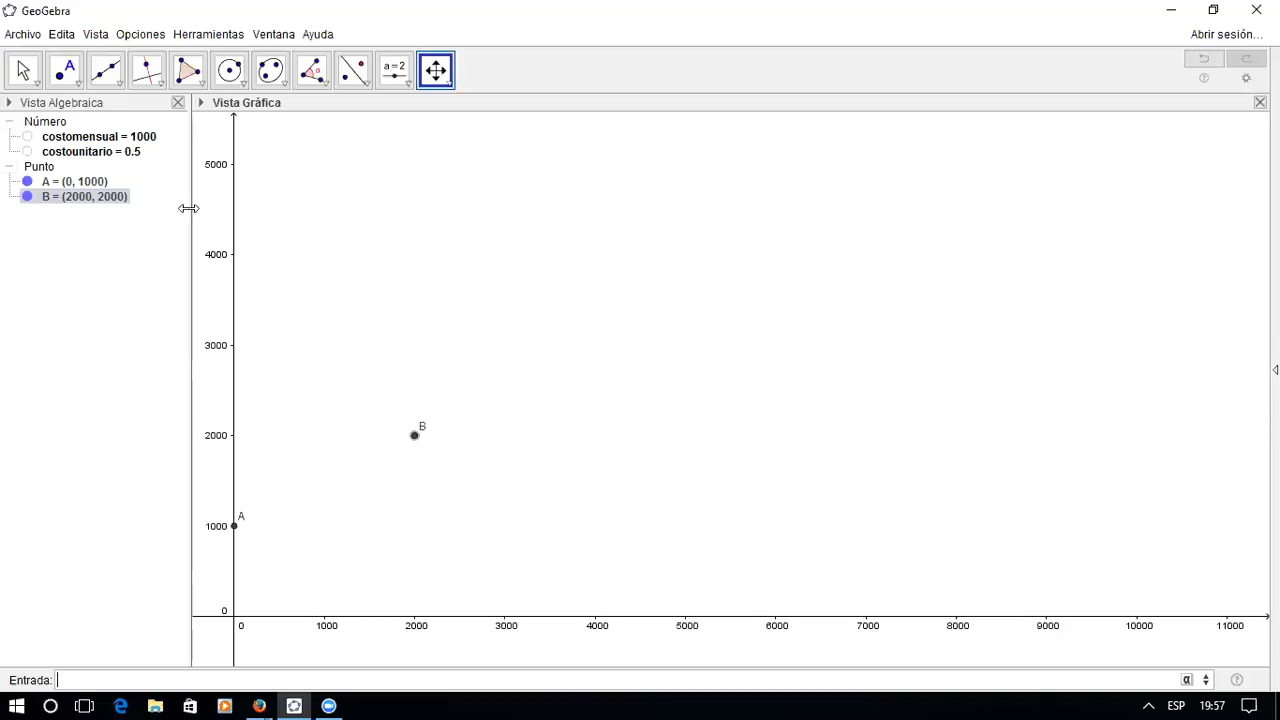 GeoGebra
Archivo Edita Vista Opciones Herramientas Ventana Ayuda Abrir sesión...
A a=2
Vista Algebraica Vista Gráfica
Número
costomensual = 1000
costounitario = 0.5
Punto
A = (0, 1000)
B = (2000, 2000)
5000
4000
3000
2000
B
1000
A
0
0 1000 2000 3000 4000 5000 6000 7000 8000 9000 10000 11000
Entrada: α
ESP 19:57